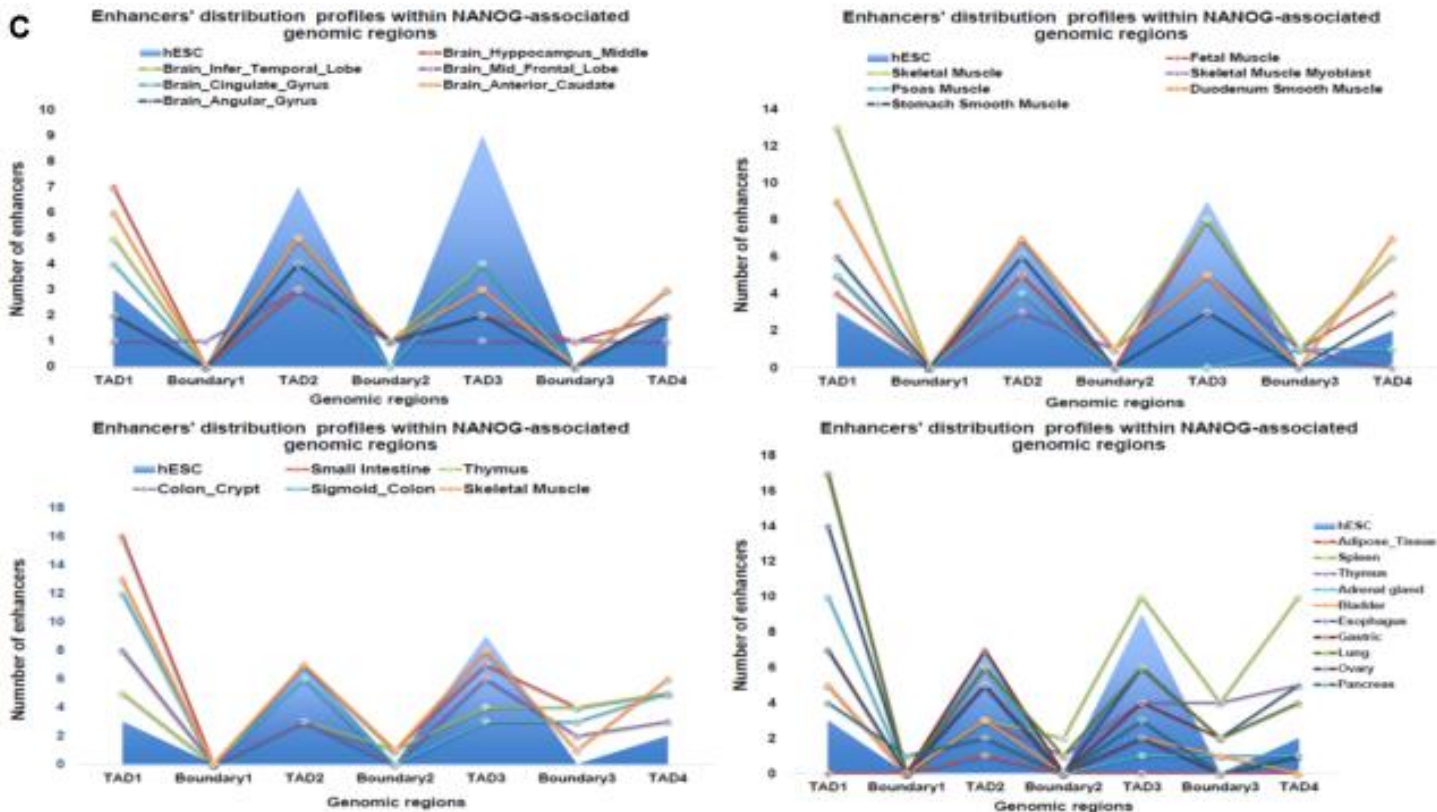 C
Enhancers' distribution profiles within NANOG-associated
genomic regions
hESC
Brain_Hyppocampus_Middle
Brain_Infer_Temporal_Lobe
Brain_Mid_Frontal_Lobe
Brain_Cingulate_Gyrus
Brain_Anterior_Caudate
Brain_Angular_Gyrus
Number of enhancers
10
9
8
7
6
5
4
3
2
1
0
TAD1 Boundary1 TAD2 Boundary2 TAD3 Boundary3 TAD4
Genomic regions
Enhancers' distribution profiles within NANOG-associated
genomic regions
hESC
Fetal Muscle
Skeletal Muscle
Skeletal Muscle Myoblast
Psoas Muscle
Duodenum Smooth Muscle
Stomach Smooth Muscle
Number of enhancers
14
12
10
8
6
4
2
0
TAD1 Boundary1 TAD2 Boundary2 TAD3 Boundary3 TAD4
Genomic regions
Enhancers' distribution profiles within NANOG-associated
genomic regions
hESC Small Intestine Thymus
Colon_Crypt Sigmoid_Colon Skeletal Muscle
Numnber of enhancers
18
16
14
12
10
8
6
4
2
0
TAD1 Boundary1 TAD2 Boundary2 TAD3 Boundary3 TAD4
Genomic regions
Enhancers' distribution profiles within NANOG-associated
genomic regions
Number of enhancers
18
16
14
12
10
8
6
4
2
0
TAD1 Boundary1 TAD2 Boundary2 TAD3 Boundary3 TAD4
Genomic regions
hESC
Adipose_Tissue
Spleen
Thymus
Adrenal gland
Bladder
Esophagus
Gastric
Lung
Ovary
Pancreas